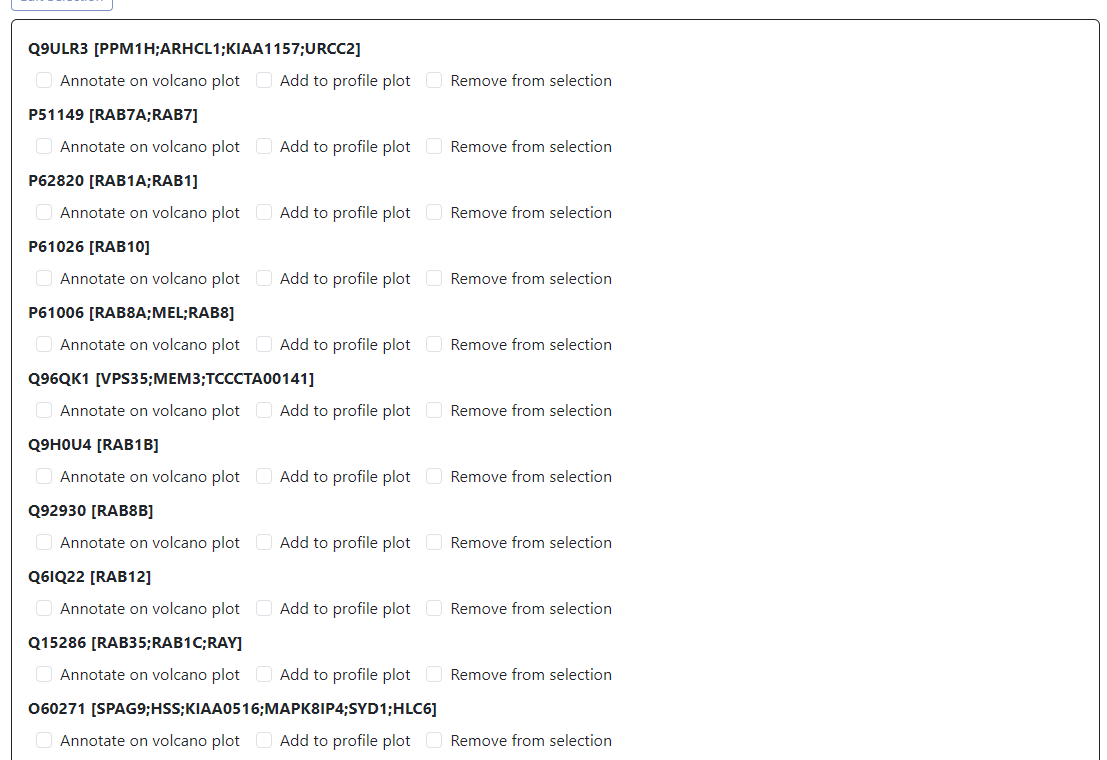 Edit Selection
Q9ULR3 [PPM1H;ARHCL1;KIAA1157;URCC2]
Annotate on volcano plot Add to profile plot Remove from selection
P51149 [RAB7A;RAB7]
Annotate on volcano plot Add to profile plot Remove from selection
P62820 [RAB1A;RAB1]
Annotate on volcano plot Add to profile plot Remove from selection
P61026 [RAB10]
Annotate on volcano plot Add to profile plot Remove from selection
P61006 [RAB8A;MEL;RAB8]
Annotate on volcano plot Add to profile plot Remove from selection
Q96QK1 [VPS35;MEM3;TCCCTA00141]
Annotate on volcano plot Add to profile plot Remove from selection
Q9H0U4 [RAB1B]
Annotate on volcano plot Add to profile plot Remove from selection
Q92930 [RAB8B]
Annotate on volcano plot Add to profile plot Remove from selection
Q6IQ22 [RAB12]
Annotate on volcano plot Add to profile plot Remove from selection
Q15286 [RAB35;RAB1C;RAY]
Annotate on volcano plot Add to profile plot Remove from selection
O60271 [SPAG9;HSS;KIAA0516;MAPK8IP4;SYD1;HLC6]
Annotate on volcano plot Add to profile plot Remove from selection